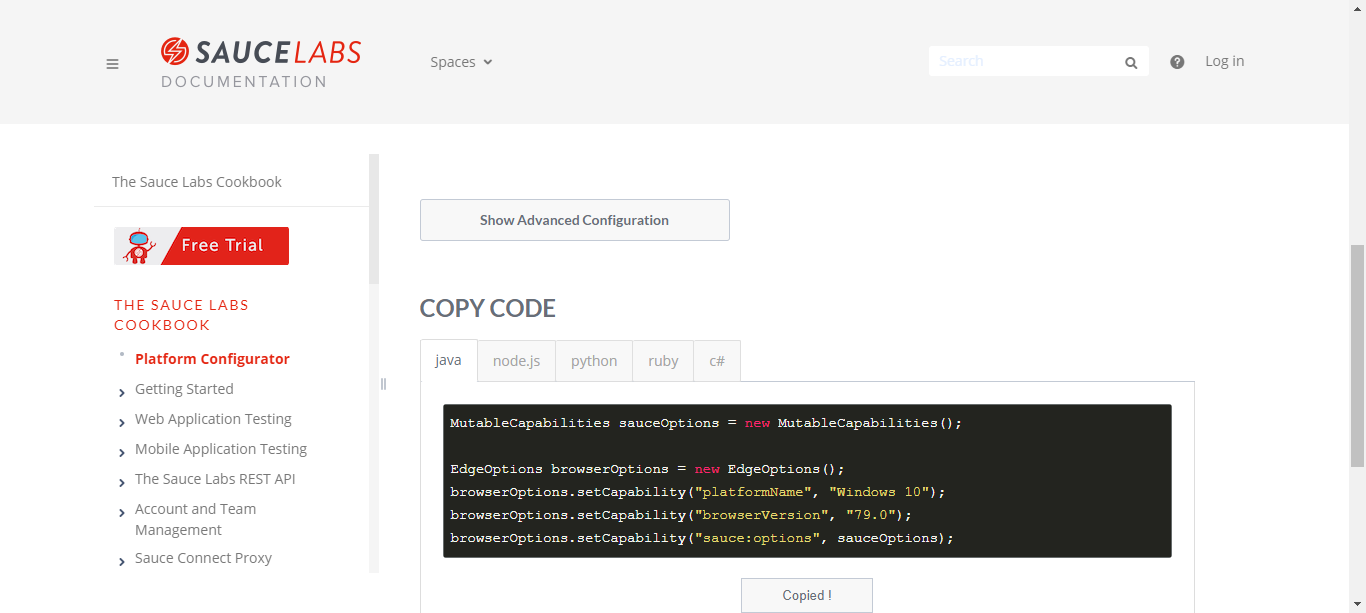 SAUCELABS
DOCUMENTATION
Spaces
Search
Log in
The Sauce Labs Cookbook
Free Trial
THE SAUCE LABS
COOKBOOK
Platform Configurator
Getting Started
Web Application Testing
Mobile Application Testing
The Sauce Labs REST API
Account and Team
Management
Sauce Connect Proxy
Show Advanced Configuration
COPY CODE
java node.js python ruby c#
MutableCapabilities sauceOptions = new MutableCapabilities();
EdgeOptions browserOptions = new EdgeOptions();
browserOptions.setCapability("platformName", "Windows 10");
browserOptions.setCapability("browserVersion", "79.0");
browserOptions.setCapability("sauce:options", sauceOptions);
Copied !